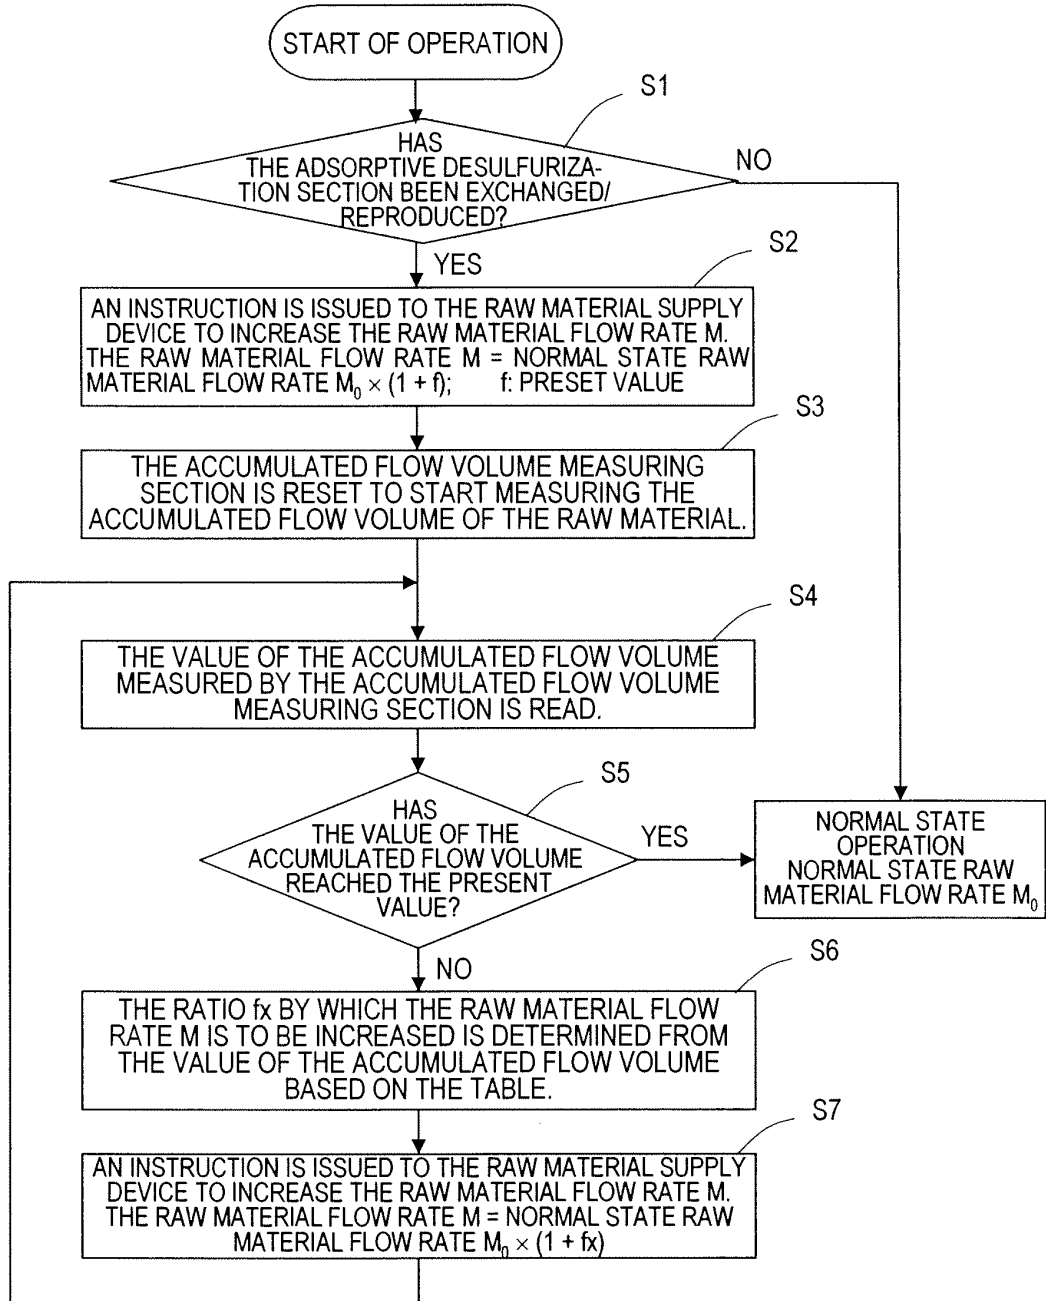 START OF OPERATION
S1
HAS
THE ADSORPTIVE DESULFURIZA-
TION SECTION BEEN EXCHANGED/
REPRODUCED?
NO
YES
S2
AN INSTRUCTION IS ISSUED TO THE RAW MATERIAL SUPPLY
DEVICE TO INCREASE THE RAW MATERIAL FLOW RATE M.
THE RAW MATERIAL FLOW RATE M = NORMAL STATE RAW
MATERIAL FLOW RATE M₀ × (1 + f); f: PRESET VALUE
S3
THE ACCUMULATED FLOW VOLUME MEASURING
SECTION IS RESET TO START MEASURING THE
ACCUMULATED FLOW VOLUME OF THE RAW MATERIAL.
S4
THE VALUE OF THE ACCUMULATED FLOW VOLUME
MEASURED BY THE ACCUMULATED FLOW VOLUME
MEASURING SECTION IS READ.
S5
HAS
THE VALUE OF THE
ACCUMULATED FLOW VOLUME
REACHED THE PRESENT
VALUE?
YES
NORMAL STATE
OPERATION
NORMAL STATE RAW
MATERIAL FLOW RATE M₀
NO
S6
THE RATIO fx BY WHICH THE RAW MATERIAL FLOW
RATE M IS TO BE INCREASED IS DETERMINED FROM
THE VALUE OF THE ACCUMULATED FLOW VOLUME
BASED ON THE TABLE.
S7
AN INSTRUCTION IS ISSUED TO THE RAW MATERIAL SUPPLY
DEVICE TO INCREASE THE RAW MATERIAL FLOW RATE M.
THE RAW MATERIAL FLOW RATE M = NORMAL STATE RAW
MATERIAL FLOW RATE M₀ × (1 + fx)